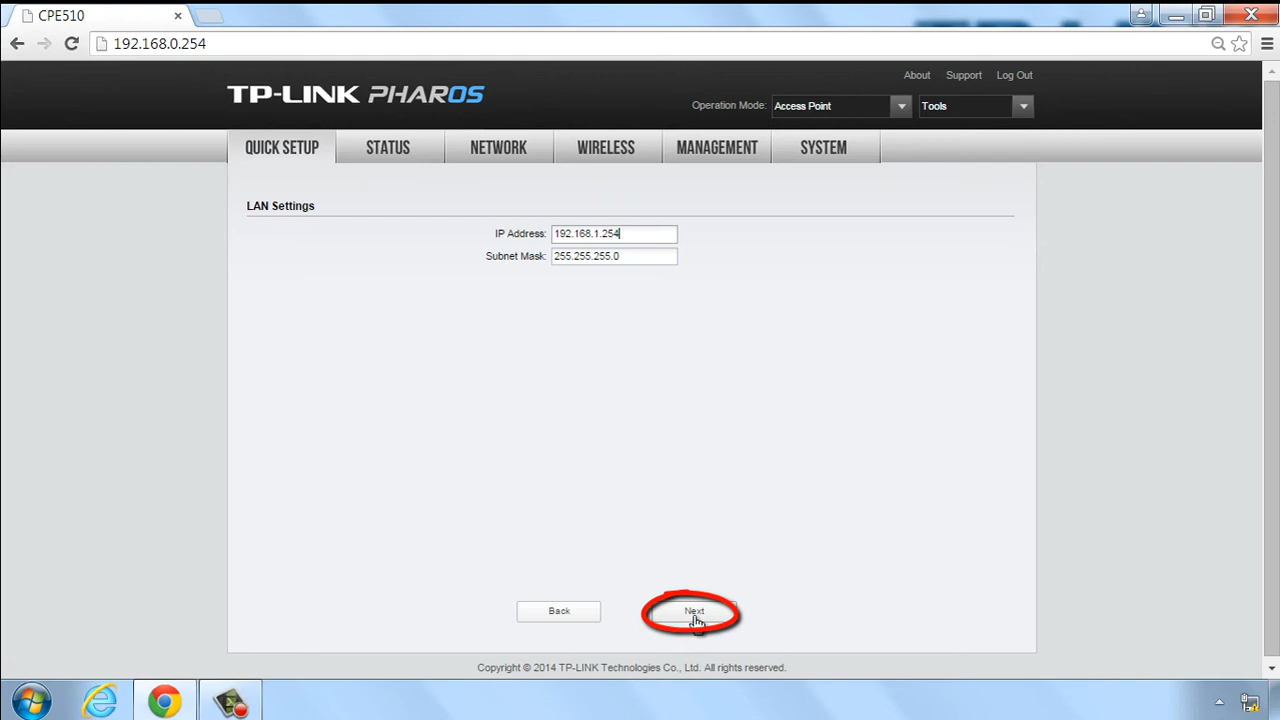 CPE510
192.168.0.254
About Support Log Out
TP-LINK PHAROS
Operation Mode: Access Point Tools
QUICK SETUP STATUS NETWORK WIRELESS MANAGEMENT SYSTEM
LAN Settings
IP Address: 192.168.1.254
Subnet Mask: 255.255.255.0
Back Next
Copyright © 2014 TP-LINK Technologies Co., Ltd. All rights reserved.